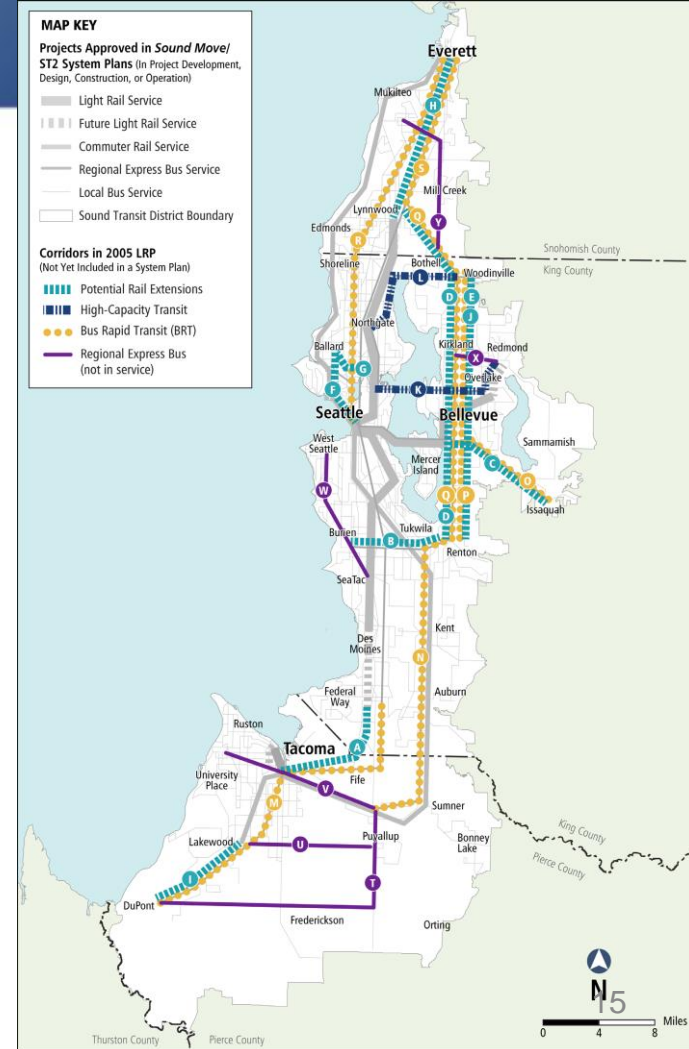 MAP KEY
Projects Approved in Sound Move/
ST2 System Plans (In Project Development,
Design, Construction, or Operation)
Light Rail Service
Future Light Rail Service
Commuter Rail Service
Regional Express Bus Service
Local Bus Service
Sound Transit District Boundary
Corridors in 2005 LRP
(Not Yet Included in a System Plan)
Potential Rail Extensions
High-Capacity Transit
Bus Rapid Transit (BRT)
Regional Express Bus
(not in service)
Everett
Mukilteo
H
S
Mill Creek
Lynnwood
Q
Y
Edmonds
R
Snohomish County
Shoreline
Bothell
King County
L
Woodinville
D
E
J
Northgate
Ballard
Kirkland
Redmond
G
X
Overlake
F
K
Seattle
Bellevue
West
Seattle
Sammamish
Mercer
Island
C
W
Q
P
O
D
Issaquah
Burien
B
Tukwila
Renton
SeaTac
Kent
Des
Moines
N
Auburn
Federal
Way
Ruston
Tacoma
A
University
Place
Fife
V
M
Sumner
Puyallup
King County
Pierce County
Lakewood
U
Bonney
Lake
I
T
DuPont
Frederickson
Orting
N
15
Miles
0 4 8
Thurston County
Pierce County